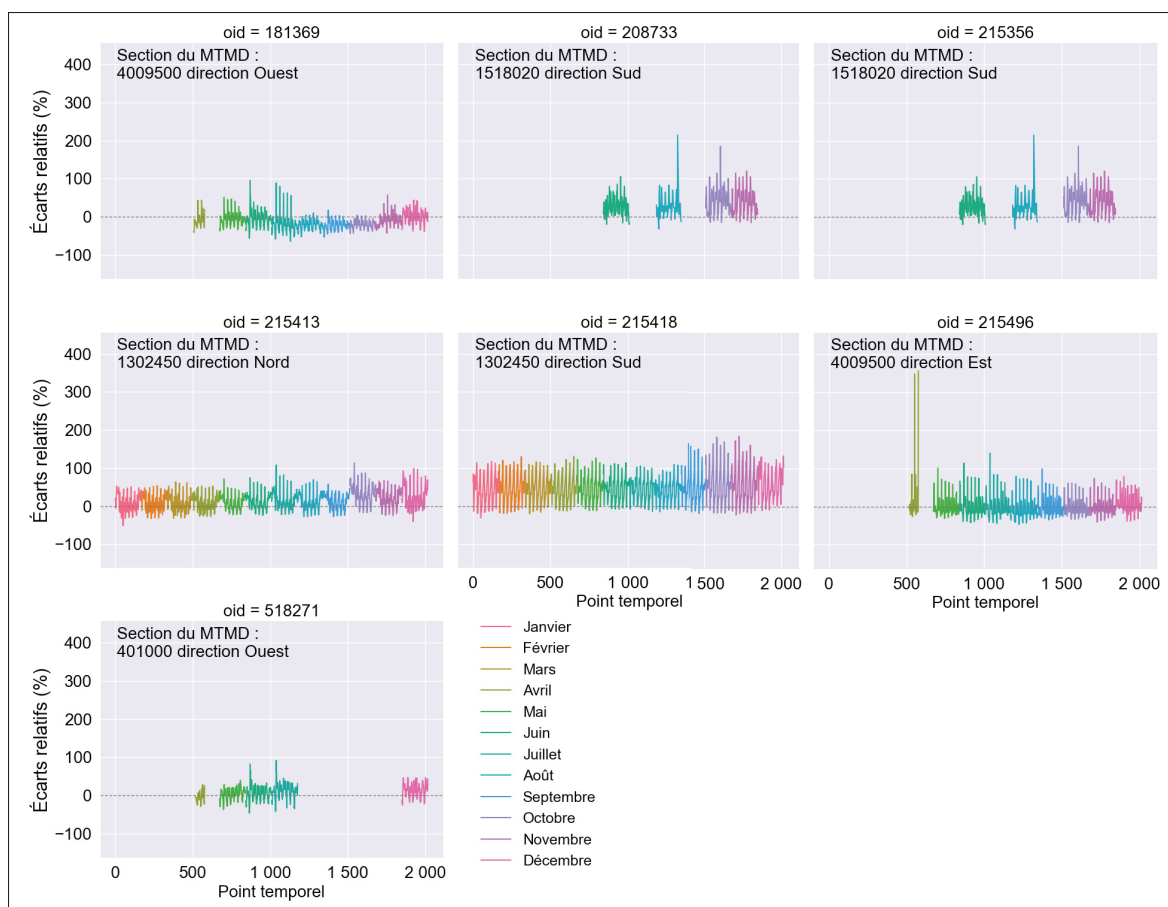 oid = 181369
Section du MTMD :
4009500 direction Ouest
Écarts relatifs (%)
400
300
200
100
0
−100
oid = 208733
Section du MTMD :
1518020 direction Sud
oid = 215356
Section du MTMD :
1518020 direction Sud
oid = 215413
Section du MTMD :
1302450 direction Nord
Écarts relatifs (%)
400
300
200
100
0
−100
oid = 215418
Section du MTMD :
1302450 direction Sud
0 500 1 000 1 500 2 000
Point temporel
oid = 215496
Section du MTMD :
4009500 direction Est
0 500 1 000 1 500 2 000
Point temporel
oid = 518271
Section du MTMD :
401000 direction Ouest
Écarts relatifs (%)
400
300
200
100
0
−100
0 500 1 000 1 500 2 000
Point temporel
Janvier
Février
Mars
Avril
Mai
Juin
Juillet
Août
Septembre
Octobre
Novembre
Décembre